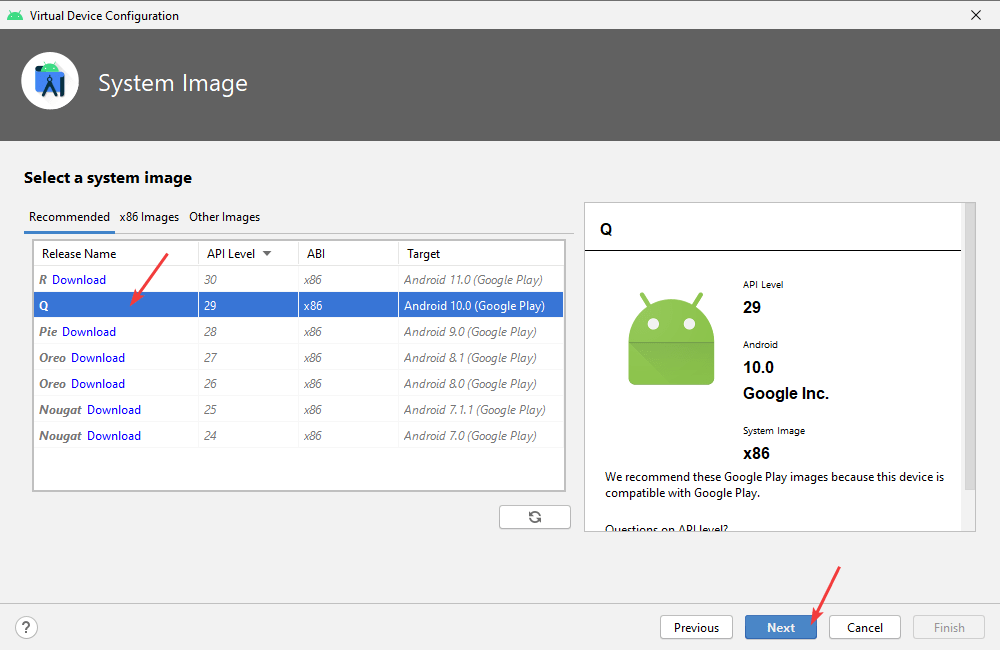 Virtual Device Configuration
System Image
Select a system image
Recommended x86 Images Other Images
Release Name API Level ABI Target
R Download 30 x86 Android 11.0 (Google Play)
Q 29 x86 Android 10.0 (Google Play)
Pie Download 28 x86 Android 9.0 (Google Play)
Oreo Download 27 x86 Android 8.1 (Google Play)
Oreo Download 26 x86 Android 8.0 (Google Play)
Nougat Download 25 x86 Android 7.1.1 (Google Play)
Nougat Download 24 x86 Android 7.0 (Google Play)
Q
API Level
29
Android
10.0
Google Inc.
System Image
x86
We recommend these Google Play images because this device is
compatible with Google Play.
Questions on API level?
? Previous Next Cancel Finish